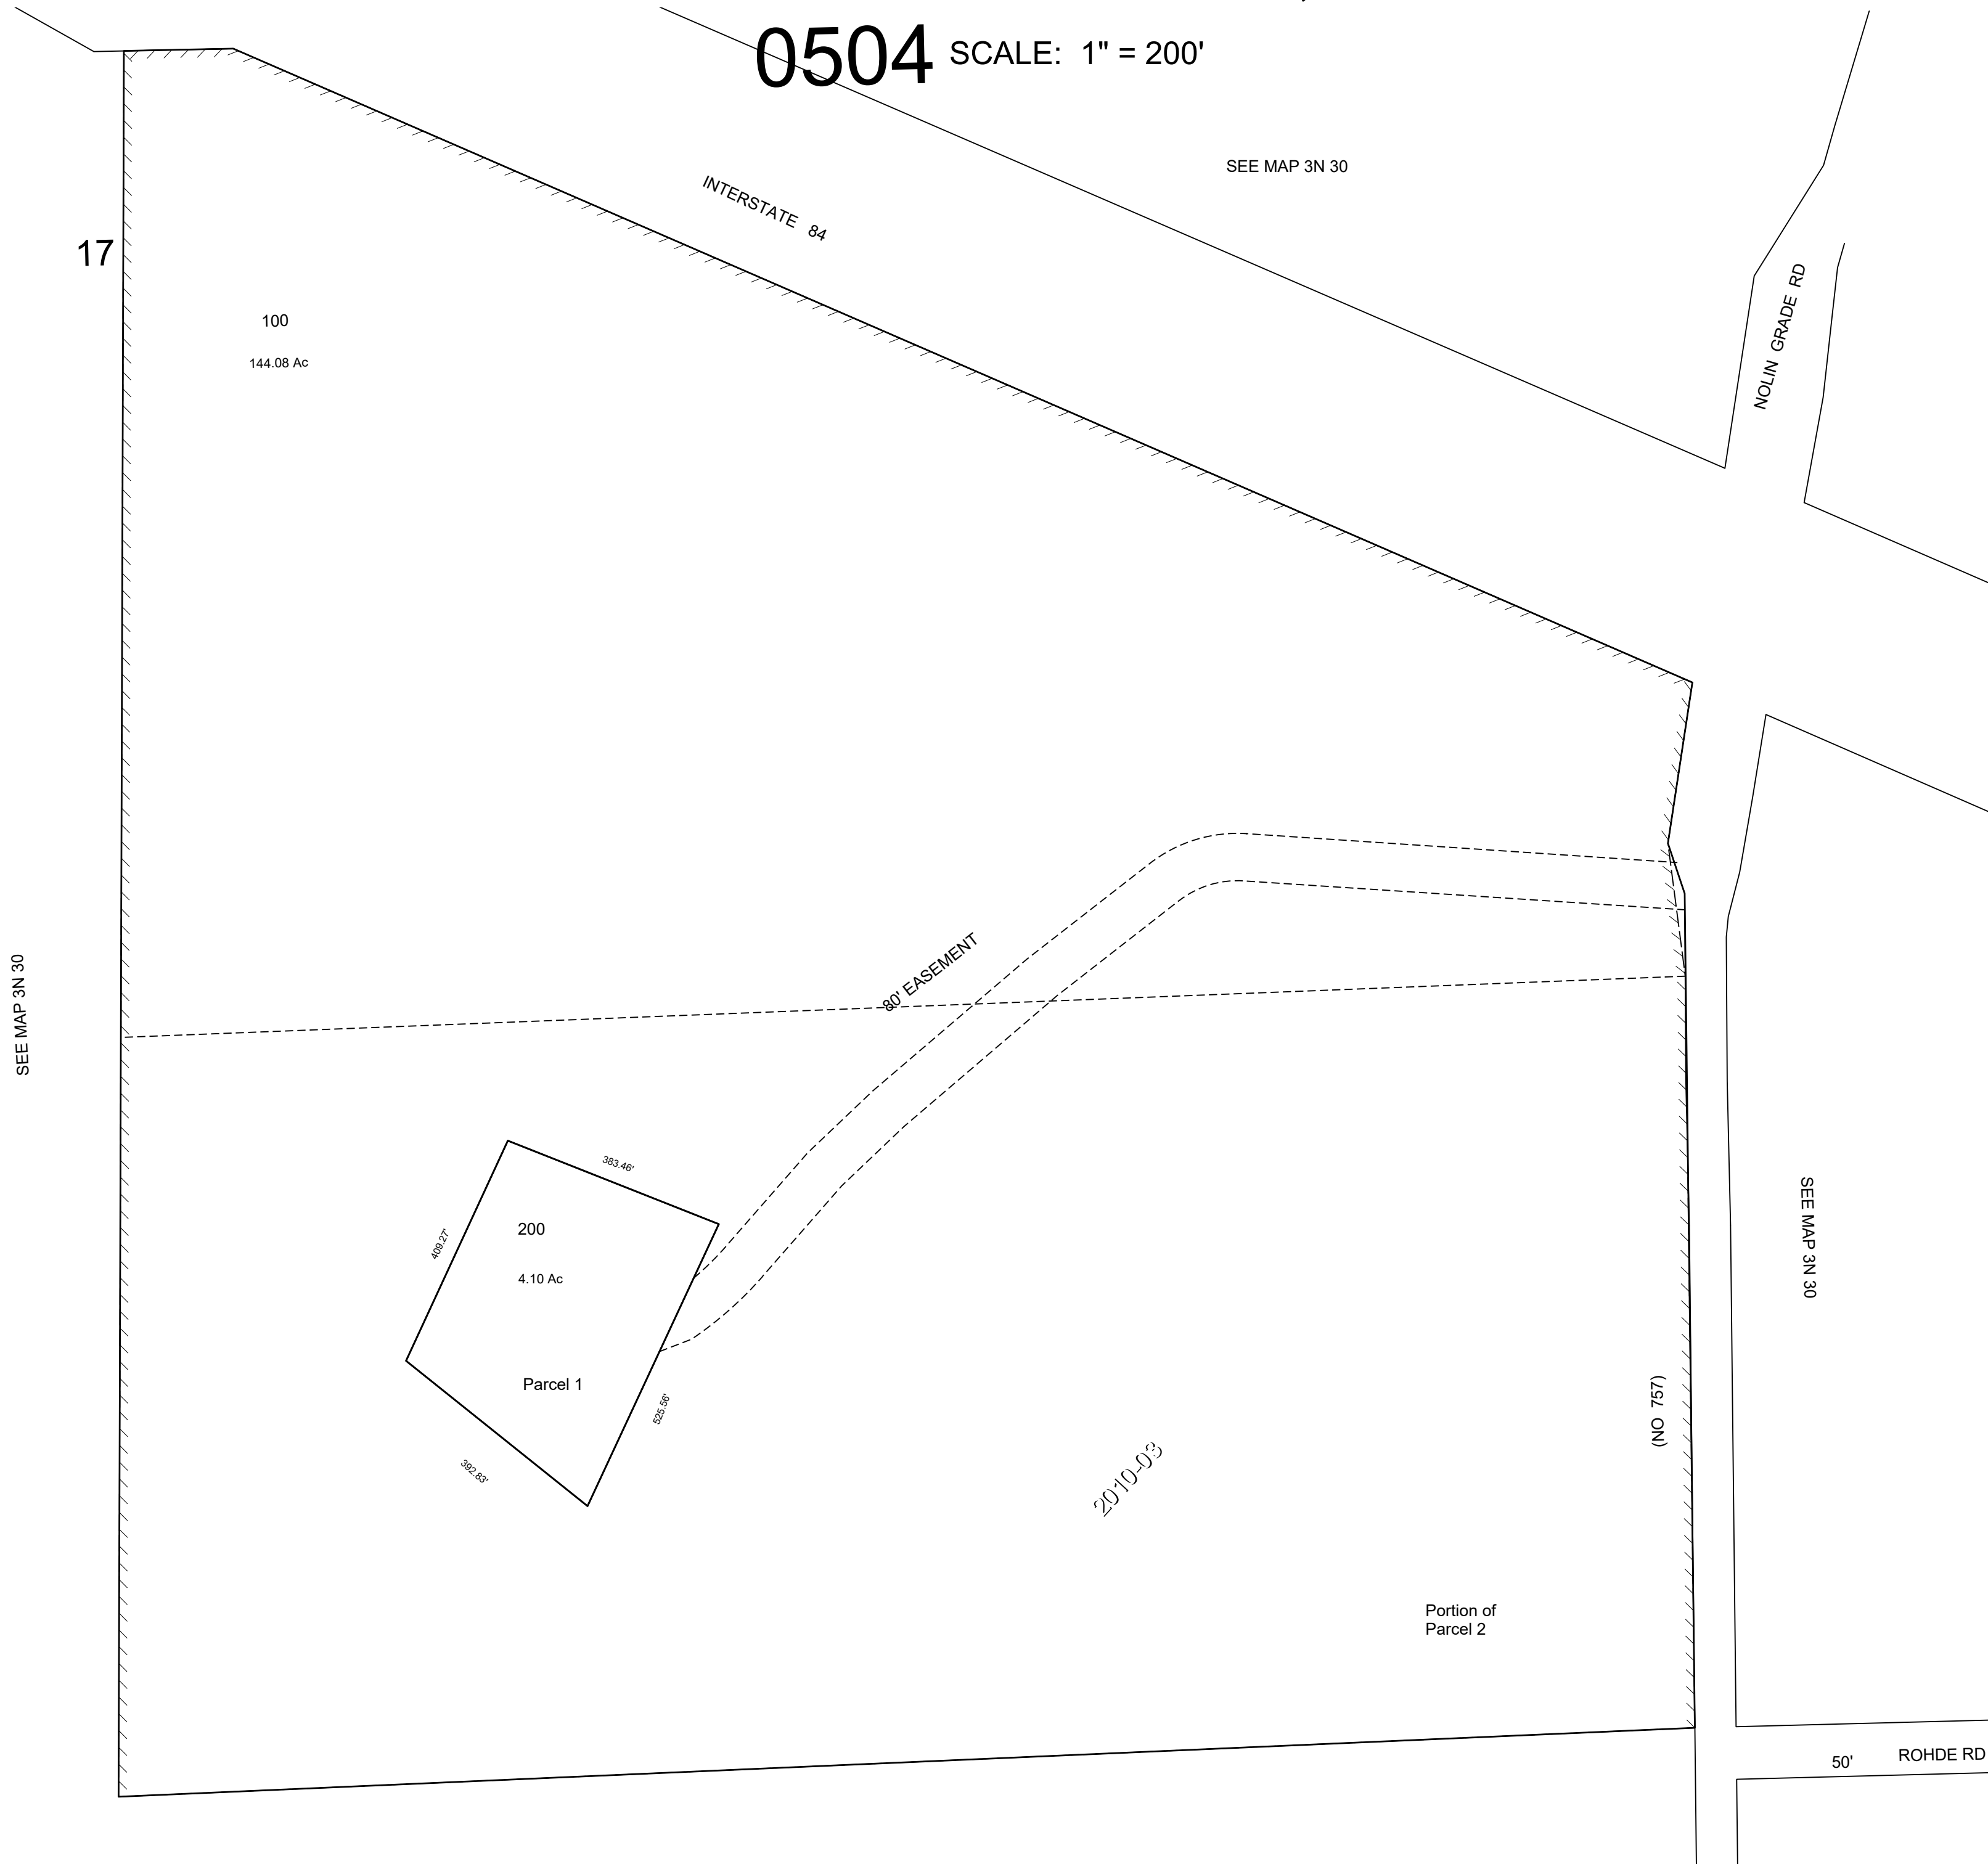 0504 SCALE: 1" = 200'
SEE MAP 3N 30
INTERSTATE 84
17
NOLIN GRADE RD
100
144.08 Ac
80' EASEMENT
SEE MAP 3N 30
383.46'
409.27'
200
4.10 Ac
SEE MAP 3N 30
Parcel 1
525.56'
(NO 757)
392.83'
2010-03
Portion of
Parcel 2
50' ROHDE RD